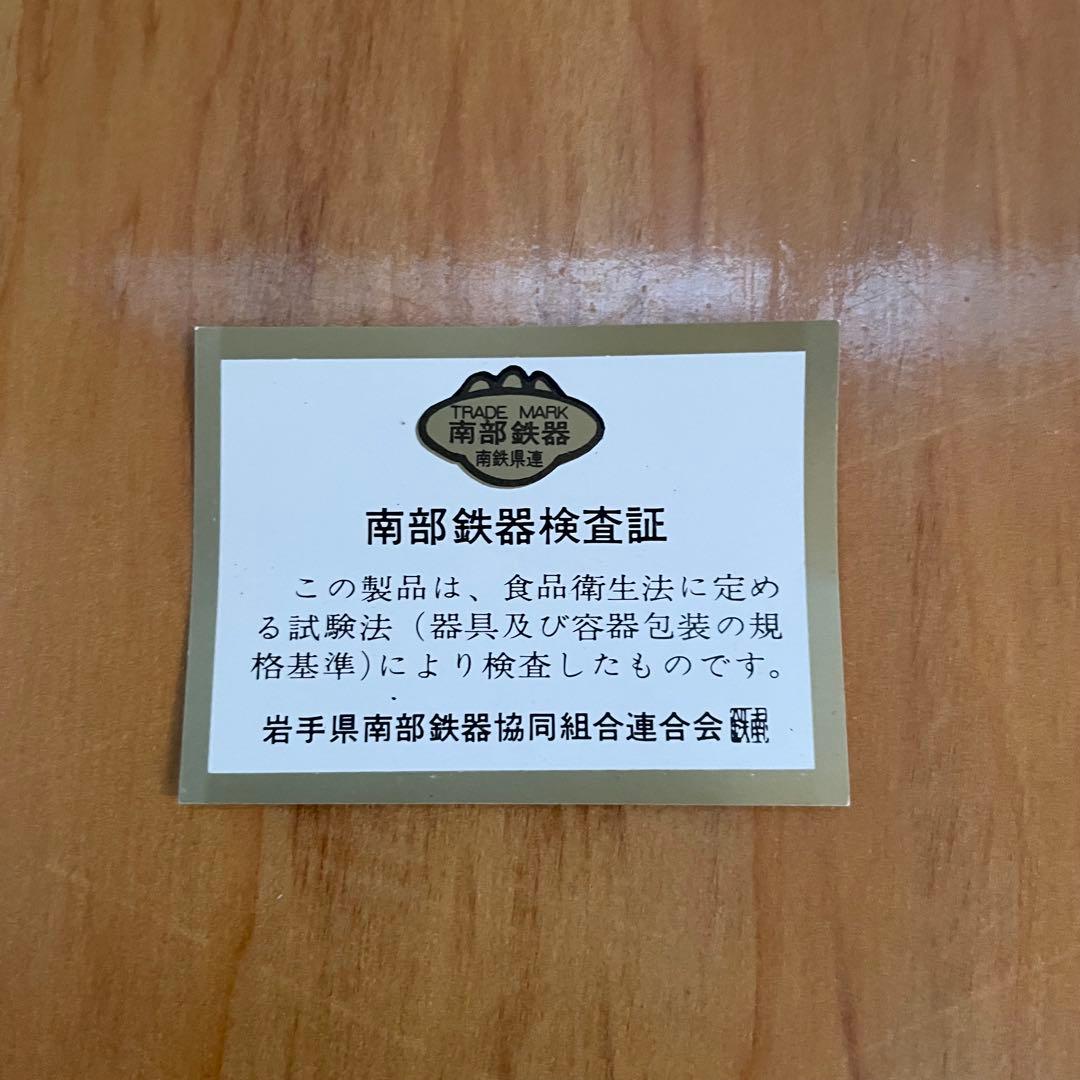 TRADE MARK
南部鉄器
南鉄県連
南部鉄器検査証
この製品は、食品衛生法に定め
る試験法(器具及び容器包装の規
格基準)により検査したものです。
岩手県南部鉄器協同組合連合会